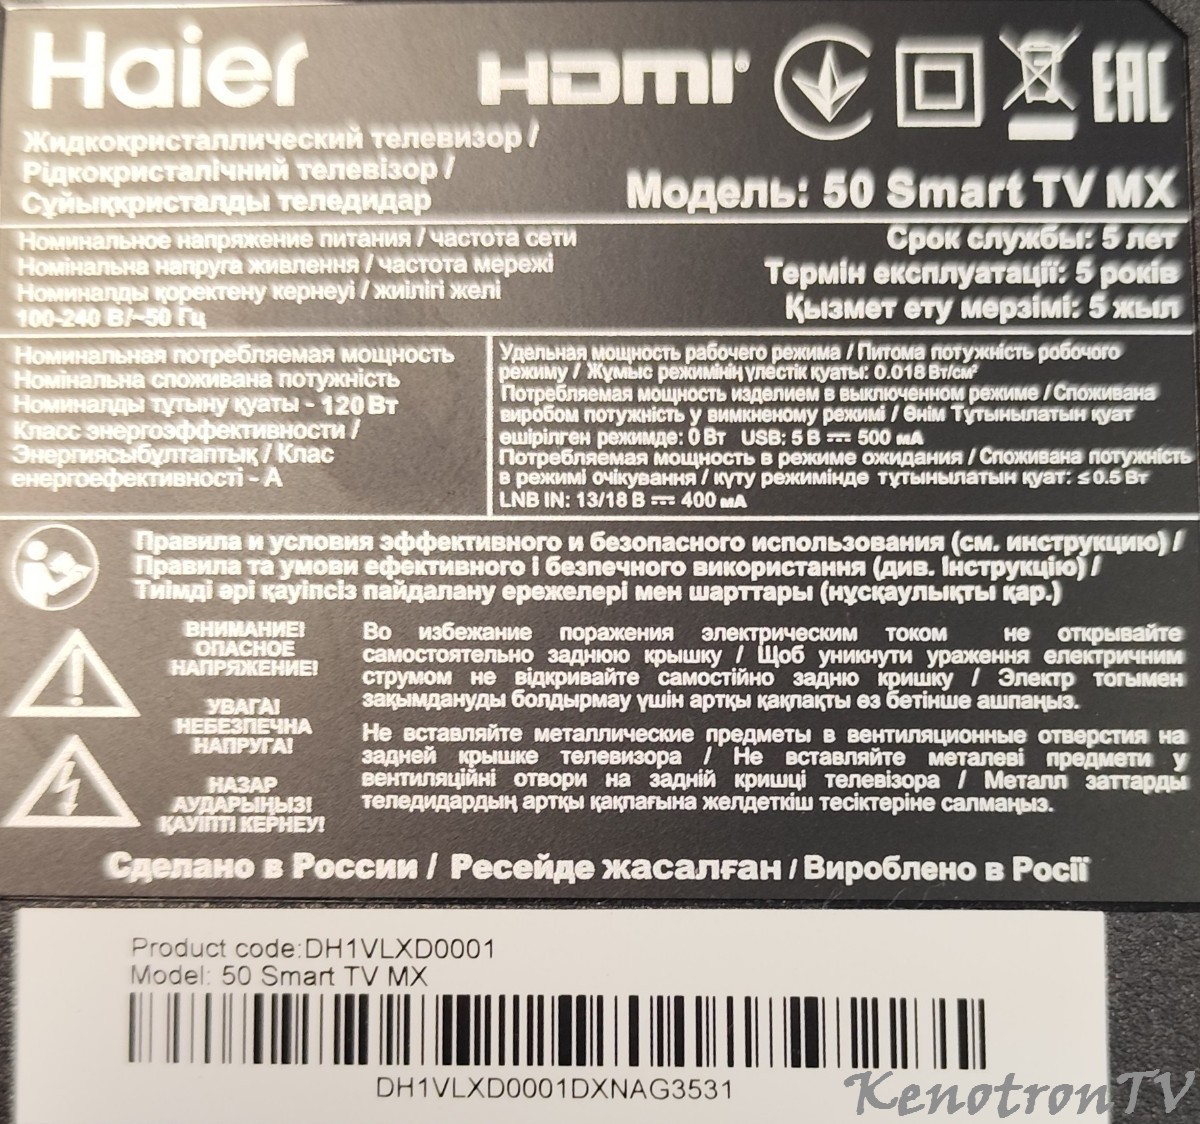 Haier
HDMI®
EAC
Жидкокристаллический телевизор /
Рідкокристалічний телевізор /
Сұйыққристалды теледидар
Модель: 50 Smart TV MX
Номинальное напряжение питания / частота сети
Номінальна напруга живлення / частота мережі
Номиналды қоректену кернеуі / жиілігі желі
100-240 В/~50 Гц
Срок службы: 5 лет
Термін експлуатації: 5 років
Қызмет ету мерзімі: 5 жыл
Номинальная потребляемая мощность
Номінальна споживана потужність
Номиналды тұтыну қуаты - 120 Вт
Класс энергоэффективности /
Энергиясыбұлтаптық / Клас
енергоефективності - А
Удельная мощность рабочего режима / Питома потужність робочого
режиму / Жұмыс режимінің үлестік қуаты: 0.018 Вт/см²
Потребляемая мощность изделием в выключенном режиме / Споживана
виробом потужність у вимкненому режимі / Өнім Тұтынылатын қуат
өшірілген режимде: 0 Вт USB: 5 В ⎓ 500 мА
Потребляемая мощность в режиме ожидания / Споживана потужність
в режимі очікування / күту режимінде тұтынылатын қуат: ≤ 0.5 Вт
LNB IN: 13/18 В ⎓ 400 мА
Правила и условия эффективного и безопасного использования (см. инструкцию) /
Правила та умови ефективного і безпечного використання (див. Інструкцію) /
Тиімді әрі қауіпсіз пайдалану ережелері мен шарттары (нұсқаулықты қар.)
ВНИМАНИЕ!
ОПАСНОЕ
НАПРЯЖЕНИЕ!
УВАГА!
НЕБЕЗПЕЧНА
НАПРУГА!
НАЗАР
АУДАРЫҢЫЗ!
ҚАУІПТІ КЕРНЕУ!
Во избежание поражения электрическим током не открывайте
самостоятельно заднюю крышку / Щоб уникнути ураження електричним
струмом не відкривайте самостійно задню кришку / Электр тогымен
зақымдануды болдырмау үшін артқы қақпақты өз бетінше ашпаңыз.
Не вставляйте металлические предметы в вентиляционные отверстия на
задней крышке телевизора / Не вставляйте металеві предмети у
вентиляційні отвори на задній кришці телевізора / Металл заттарды
теледидардың артқы қақпағына желдеткіш тесіктеріне салмаңыз.
Сделано в России / Ресейде жасалған / Вироблено в Росії
Product code:DH1VLXD0001
Model: 50 Smart TV MX
DH1VLXD0001DXNAG3531
KenotronTV